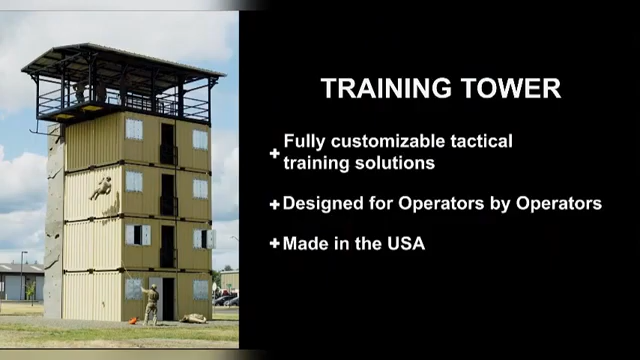 TRAINING TOWER
Fully customizable tactical
training solutions
Designed for Operators by Operators
Made in the USA